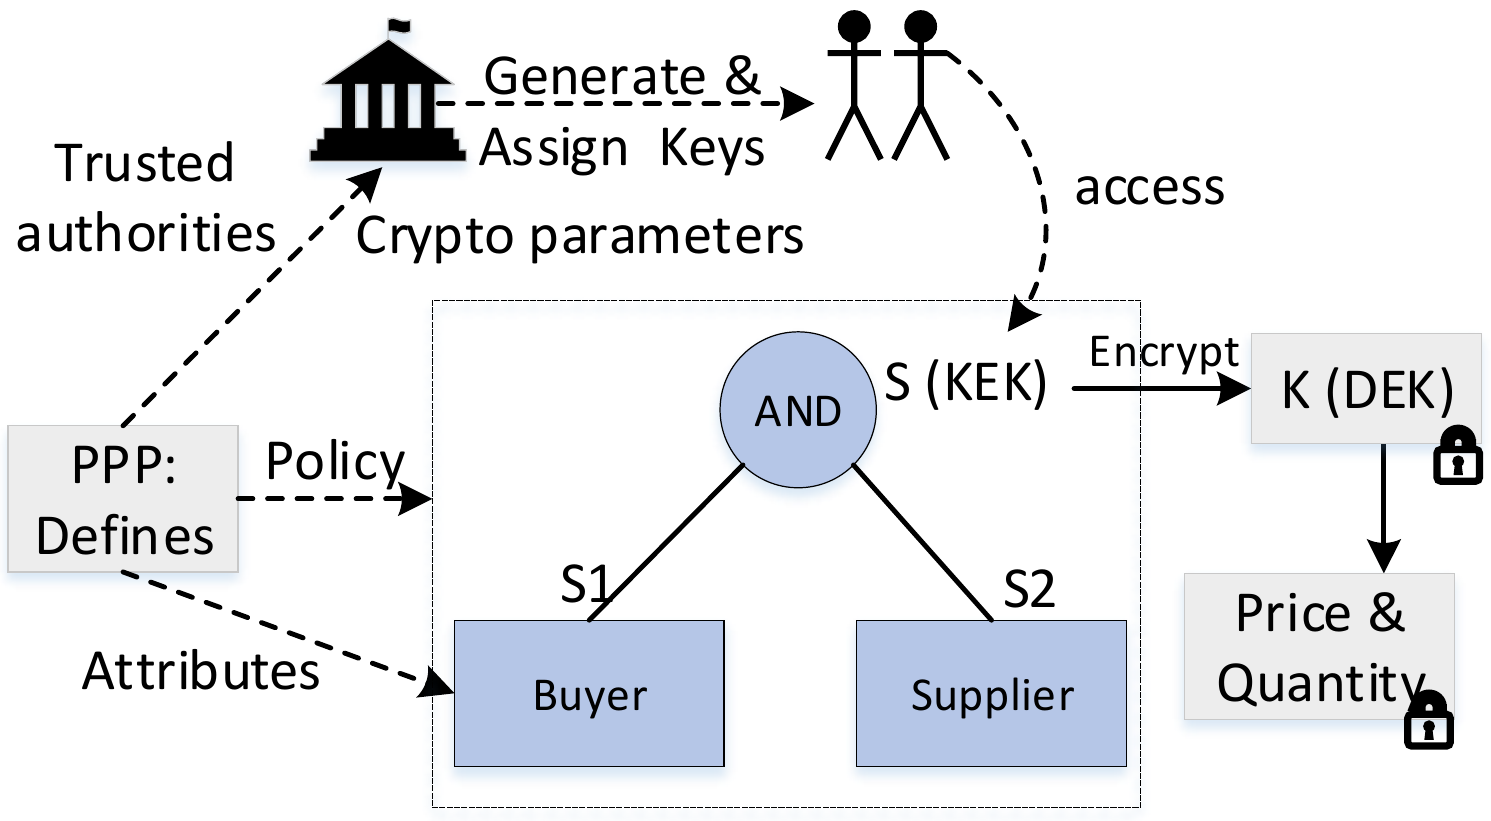 Generate &
Assign Keys
Trusted
authorities
Crypto parameters
access
PPP:
Defines
Policy
Attributes
AND
S (KEK)
Encrypt
K (DEK)
S1
S2
Buyer
Supplier
Price &
Quantity